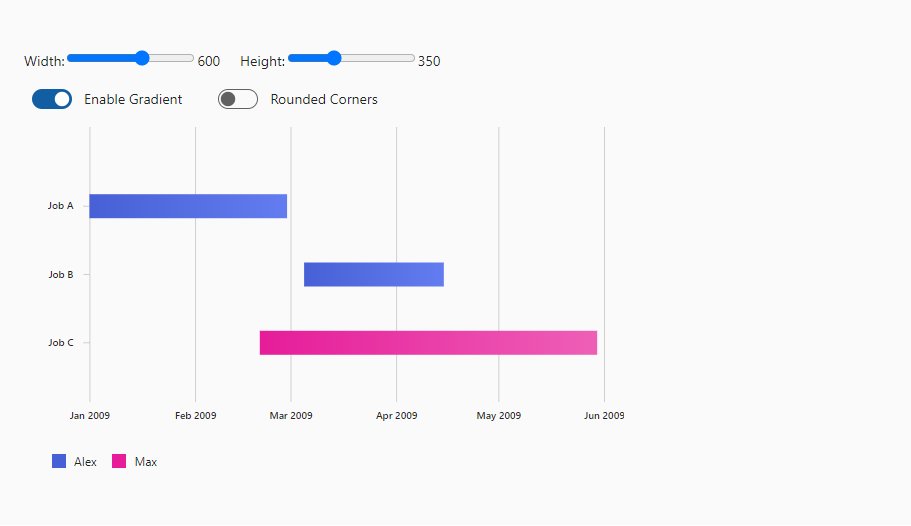 Width: 600 Height: 350
Enable Gradient Rounded Corners
Job A
Job B
Job C
Jan 2009 Feb 2009 Mar 2009 Apr 2009 May 2009 Jun 2009
Alex Max